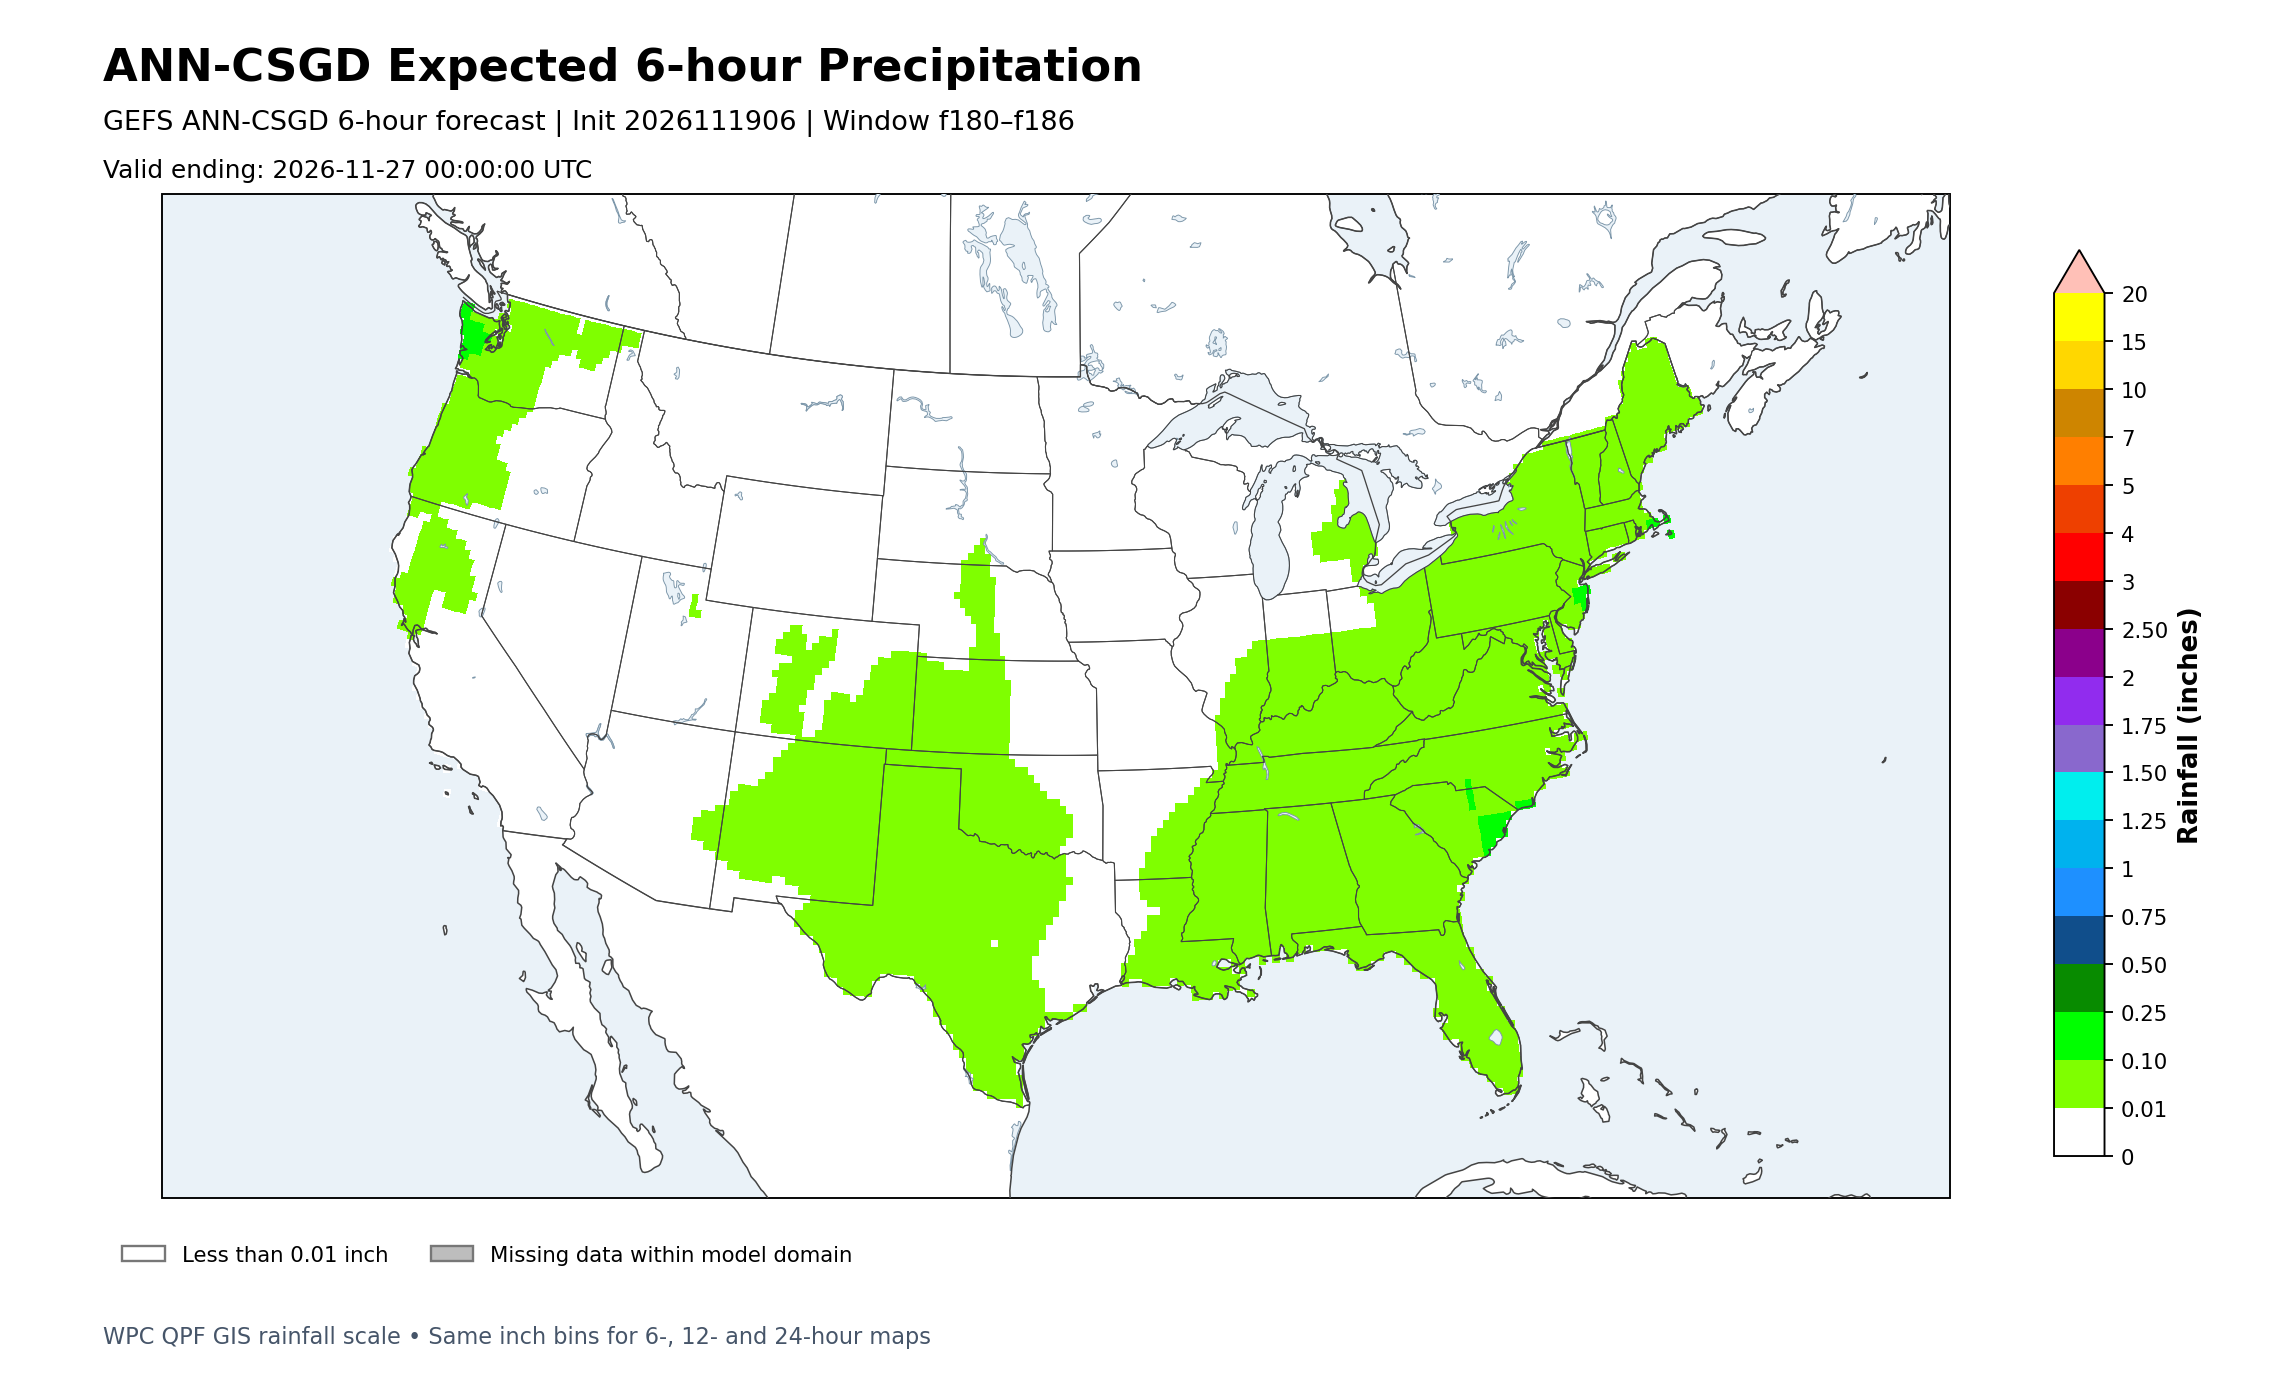 ANN-CSGD Expected 6-hour Precipitation
GEFS ANN-CSGD 6-hour forecast | Init 2026111906 | Window f180–f186
Valid ending: 2026-11-27 00:00:00 UTC
20
15
10
7
5
4
3
2.50
2
1.75
1.50
1.25
1
0.75
0.50
0.25
0.10
0.01
0
Rainfall (inches)
Less than 0.01 inch
Missing data within model domain
WPC QPF GIS rainfall scale • Same inch bins for 6-, 12- and 24-hour maps